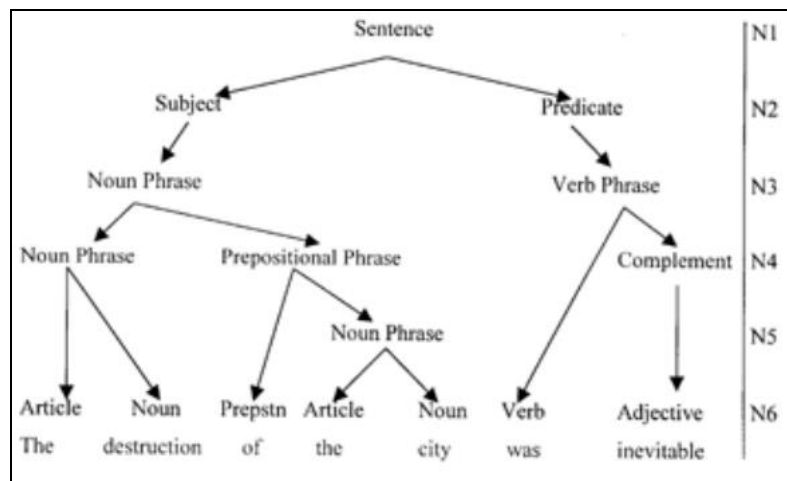 Sentence N1
Subject Predicate N2
Noun Phrase Verb Phrase N3
Noun Phrase Prepositional Phrase Complement N4
Noun Phrase N5
Article Noun Prepstn Article Noun Verb Adjective N6
The destruction of the city was inevitable